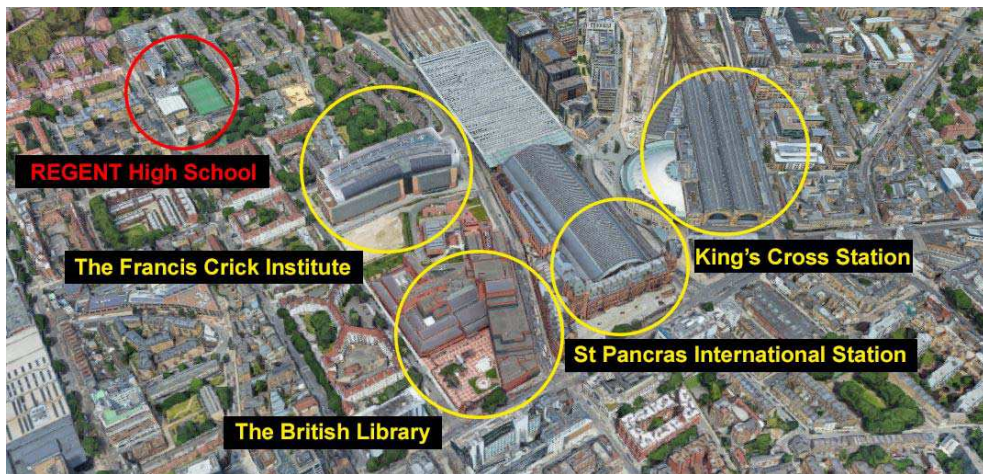 REGENT High School
The Francis Crick Institute
King's Cross Station
St Pancras International Station
The British Library